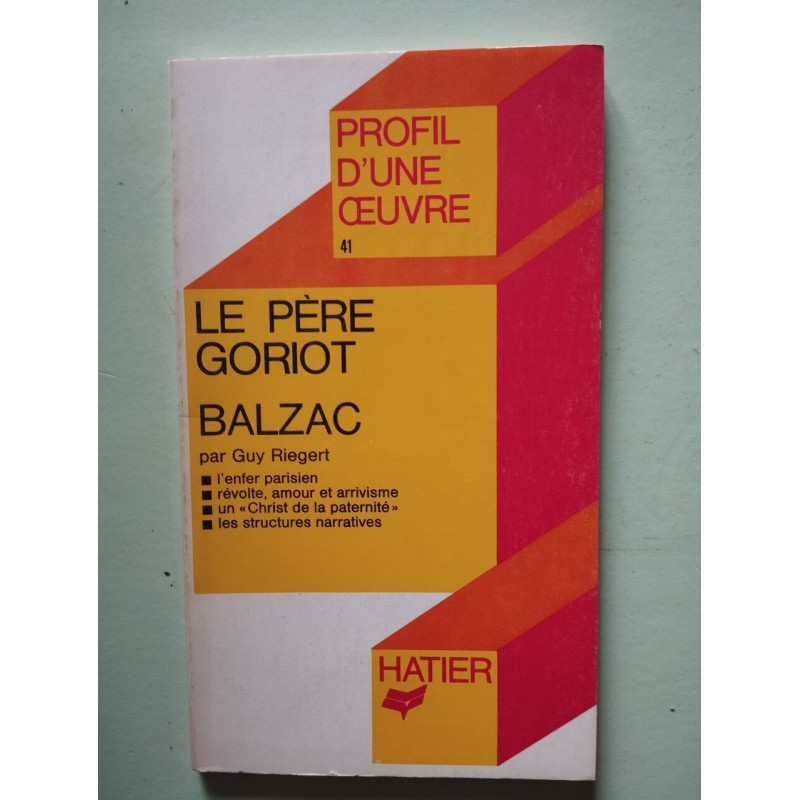 PROFIL
D'UNE
ŒUVRE
41
LE PÈRE
GORIOT
BALZAC
par Guy Riegert
■ l'enfer parisien
■ révolte, amour et arrivisme
■ un «Christ de la paternité»
■ les structures narratives
HATIER